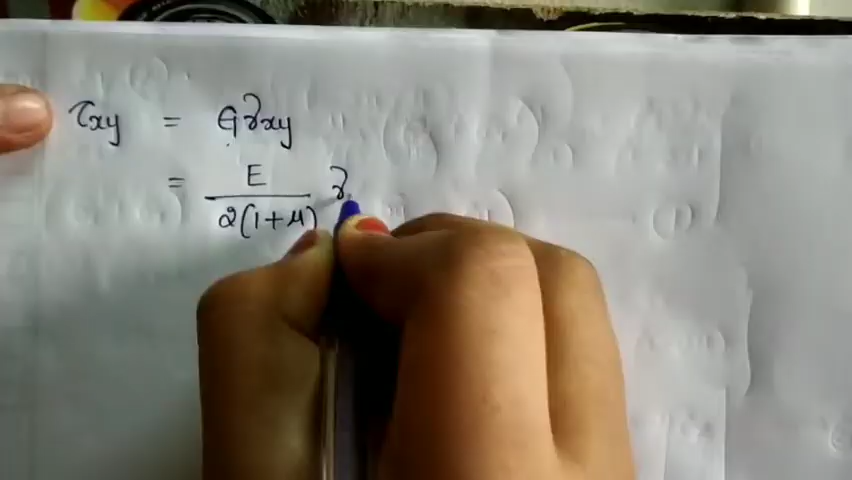 τxy = Gγxy
= E / 2(1+μ) γ